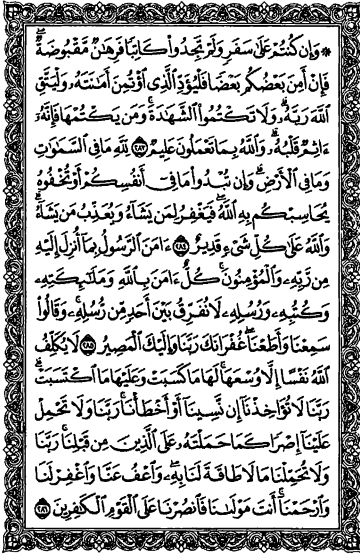 ۞ وَإِن كُنتُمْ عَلَىٰ سَفَرٍ وَلَمْ تَجِدُوا۟ كَاتِبًا فَرِهَـٰنٌ مَّقْبُوضَةٌ ۖ
فَإِنْ أَمِنَ بَعْضُكُم بَعْضًا فَلْيُؤَدِّ ٱلَّذِى ٱؤْتُمِنَ أَمَـٰنَتَهُۥ وَلْيَتَّقِ
ٱللَّهَ رَبَّهُۥ ۗ وَلَا تَكْتُمُوا۟ ٱلشَّهَـٰدَةَ ۚ وَمَن يَكْتُمْهَا فَإِنَّهُۥٓ
ءَاثِمٌ قَلْبُهُۥ ۗ وَٱللَّهُ بِمَا تَعْمَلُونَ عَلِيمٌ ﴿٢٨٣﴾ لِّلَّهِ مَا فِى ٱلسَّمَـٰوَٰتِ
وَمَا فِى ٱلْأَرْضِ ۗ وَإِن تُبْدُوا۟ مَا فِىٓ أَنفُسِكُمْ أَوْ تُخْفُوهُ
يُحَاسِبْكُم بِهِ ٱللَّهُ ۖ فَيَغْفِرُ لِمَن يَشَآءُ وَيُعَذِّبُ مَن يَشَآءُ ۗ
وَٱللَّهُ عَلَىٰ كُلِّ شَىْءٍ قَدِيرٌ ﴿٢٨٤﴾ ءَامَنَ ٱلرَّسُولُ بِمَآ أُنزِلَ إِلَيْهِ
مِن رَّبِّهِۦ وَٱلْمُؤْمِنُونَ ۚ كُلٌّ ءَامَنَ بِٱللَّهِ وَمَلَـٰٓئِكَتِهِۦ
وَكُتُبِهِۦ وَرُسُلِهِۦ لَا نُفَرِّقُ بَيْنَ أَحَدٍ مِّن رُّسُلِهِۦ ۚ وَقَالُوا۟
سَمِعْنَا وَأَطَعْنَا ۖ غُفْرَانَكَ رَبَّنَا وَإِلَيْكَ ٱلْمَصِيرُ ﴿٢٨٥﴾ لَا يُكَلِّفُ
ٱللَّهُ نَفْسًا إِلَّا وُسْعَهَا ۚ لَهَا مَا كَسَبَتْ وَعَلَيْهَا مَا ٱكْتَسَبَتْ ۗ
رَبَّنَا لَا تُؤَاخِذْنَآ إِن نَّسِينَآ أَوْ أَخْطَأْنَا ۚ رَبَّنَا وَلَا تَحْمِلْ
عَلَيْنَآ إِصْرًا كَمَا حَمَلْتَهُۥ عَلَى ٱلَّذِينَ مِن قَبْلِنَا ۚ رَبَّنَا
وَلَا تُحَمِّلْنَا مَا لَا طَاقَةَ لَنَا بِهِۦ ۖ وَٱعْفُ عَنَّا وَٱغْفِرْ لَنَا
وَٱرْحَمْنَآ ۚ أَنتَ مَوْلَىٰنَا فَٱنصُرْنَا عَلَى ٱلْقَوْمِ ٱلْكَـٰفِرِينَ ﴿٢٨٦﴾